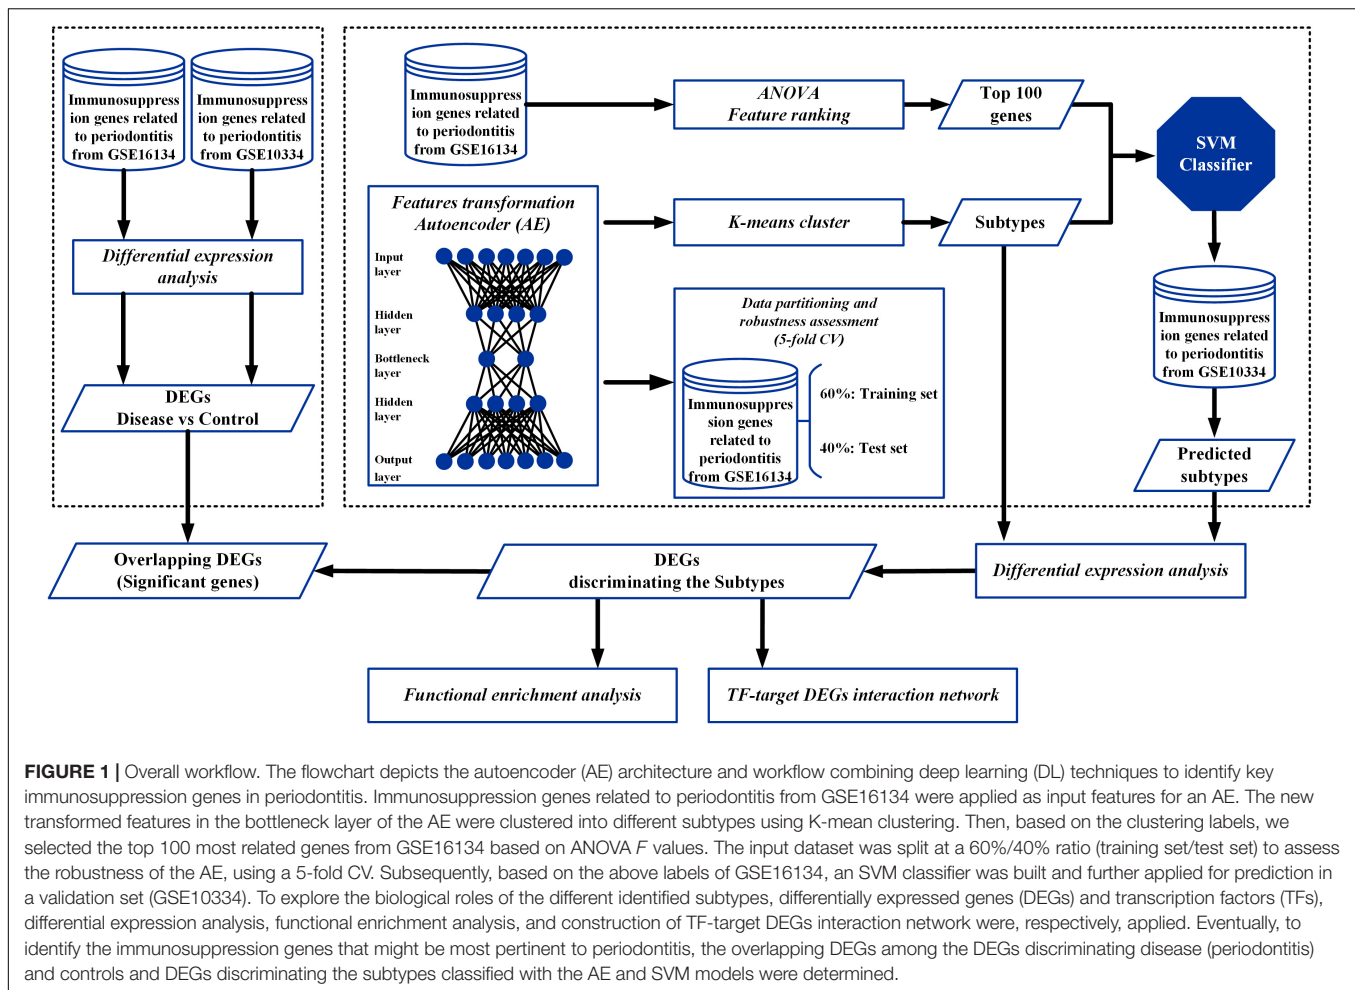 Immunosuppress
ion genes related
to periodontitis
from GSE16134
Immunosuppress
ion genes related
to periodontitis
from GSE10334
Differential expression
analysis
DEGs
Disease vs Control
Immunosuppress
ion genes related
to periodontitis
from GSE16134
ANOVA
Feature ranking
Top 100
genes
SVM
Classifier
Features transformation
Autoencoder (AE)
Input
layer
Hidden
layer
Bottleneck
layer
Hidden
layer
Output
layer
K-means cluster
Subtypes
Data partitioning and
robustness assessment
(5-fold CV)
Immunosuppres
sion genes
related to
periodontitis
from GSE16134
60%: Training set
40%: Test set
Immunosuppress
ion genes related
to periodontitis
from GSE10334
Predicted
subtypes
Overlapping DEGs
(Significant genes)
DEGs
discriminating the Subtypes
Differential expression analysis
Functional enrichment analysis
TF-target DEGs interaction network
FIGURE 1 | Overall workflow. The flowchart depicts the autoencoder (AE) architecture and workflow combining deep learning (DL) techniques to identify key
immunosuppression genes in periodontitis. Immunosuppression genes related to periodontitis from GSE16134 were applied as input features for an AE. The new
transformed features in the bottleneck layer of the AE were clustered into different subtypes using K-mean clustering. Then, based on the clustering labels, we
selected the top 100 most related genes from GSE16134 based on ANOVA F values. The input dataset was split at a 60%/40% ratio (training set/test set) to assess
the robustness of the AE, using a 5-fold CV. Subsequently, based on the above labels of GSE16134, an SVM classifier was built and further applied for prediction in
a validation set (GSE10334). To explore the biological roles of the different identified subtypes, differentially expressed genes (DEGs) and transcription factors (TFs),
differential expression analysis, functional enrichment analysis, and construction of TF-target DEGs interaction network were, respectively, applied. Eventually, to
identify the immunosuppression genes that might be most pertinent to periodontitis, the overlapping DEGs among the DEGs discriminating disease (periodontitis)
and controls and DEGs discriminating the subtypes classified with the AE and SVM models were determined.